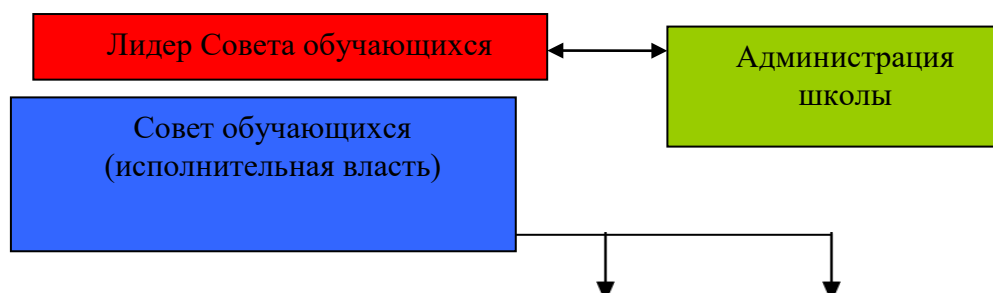 Лидер Совета обучающихся
Администрация
школы
Совет обучающихся
(исполнительная власть)